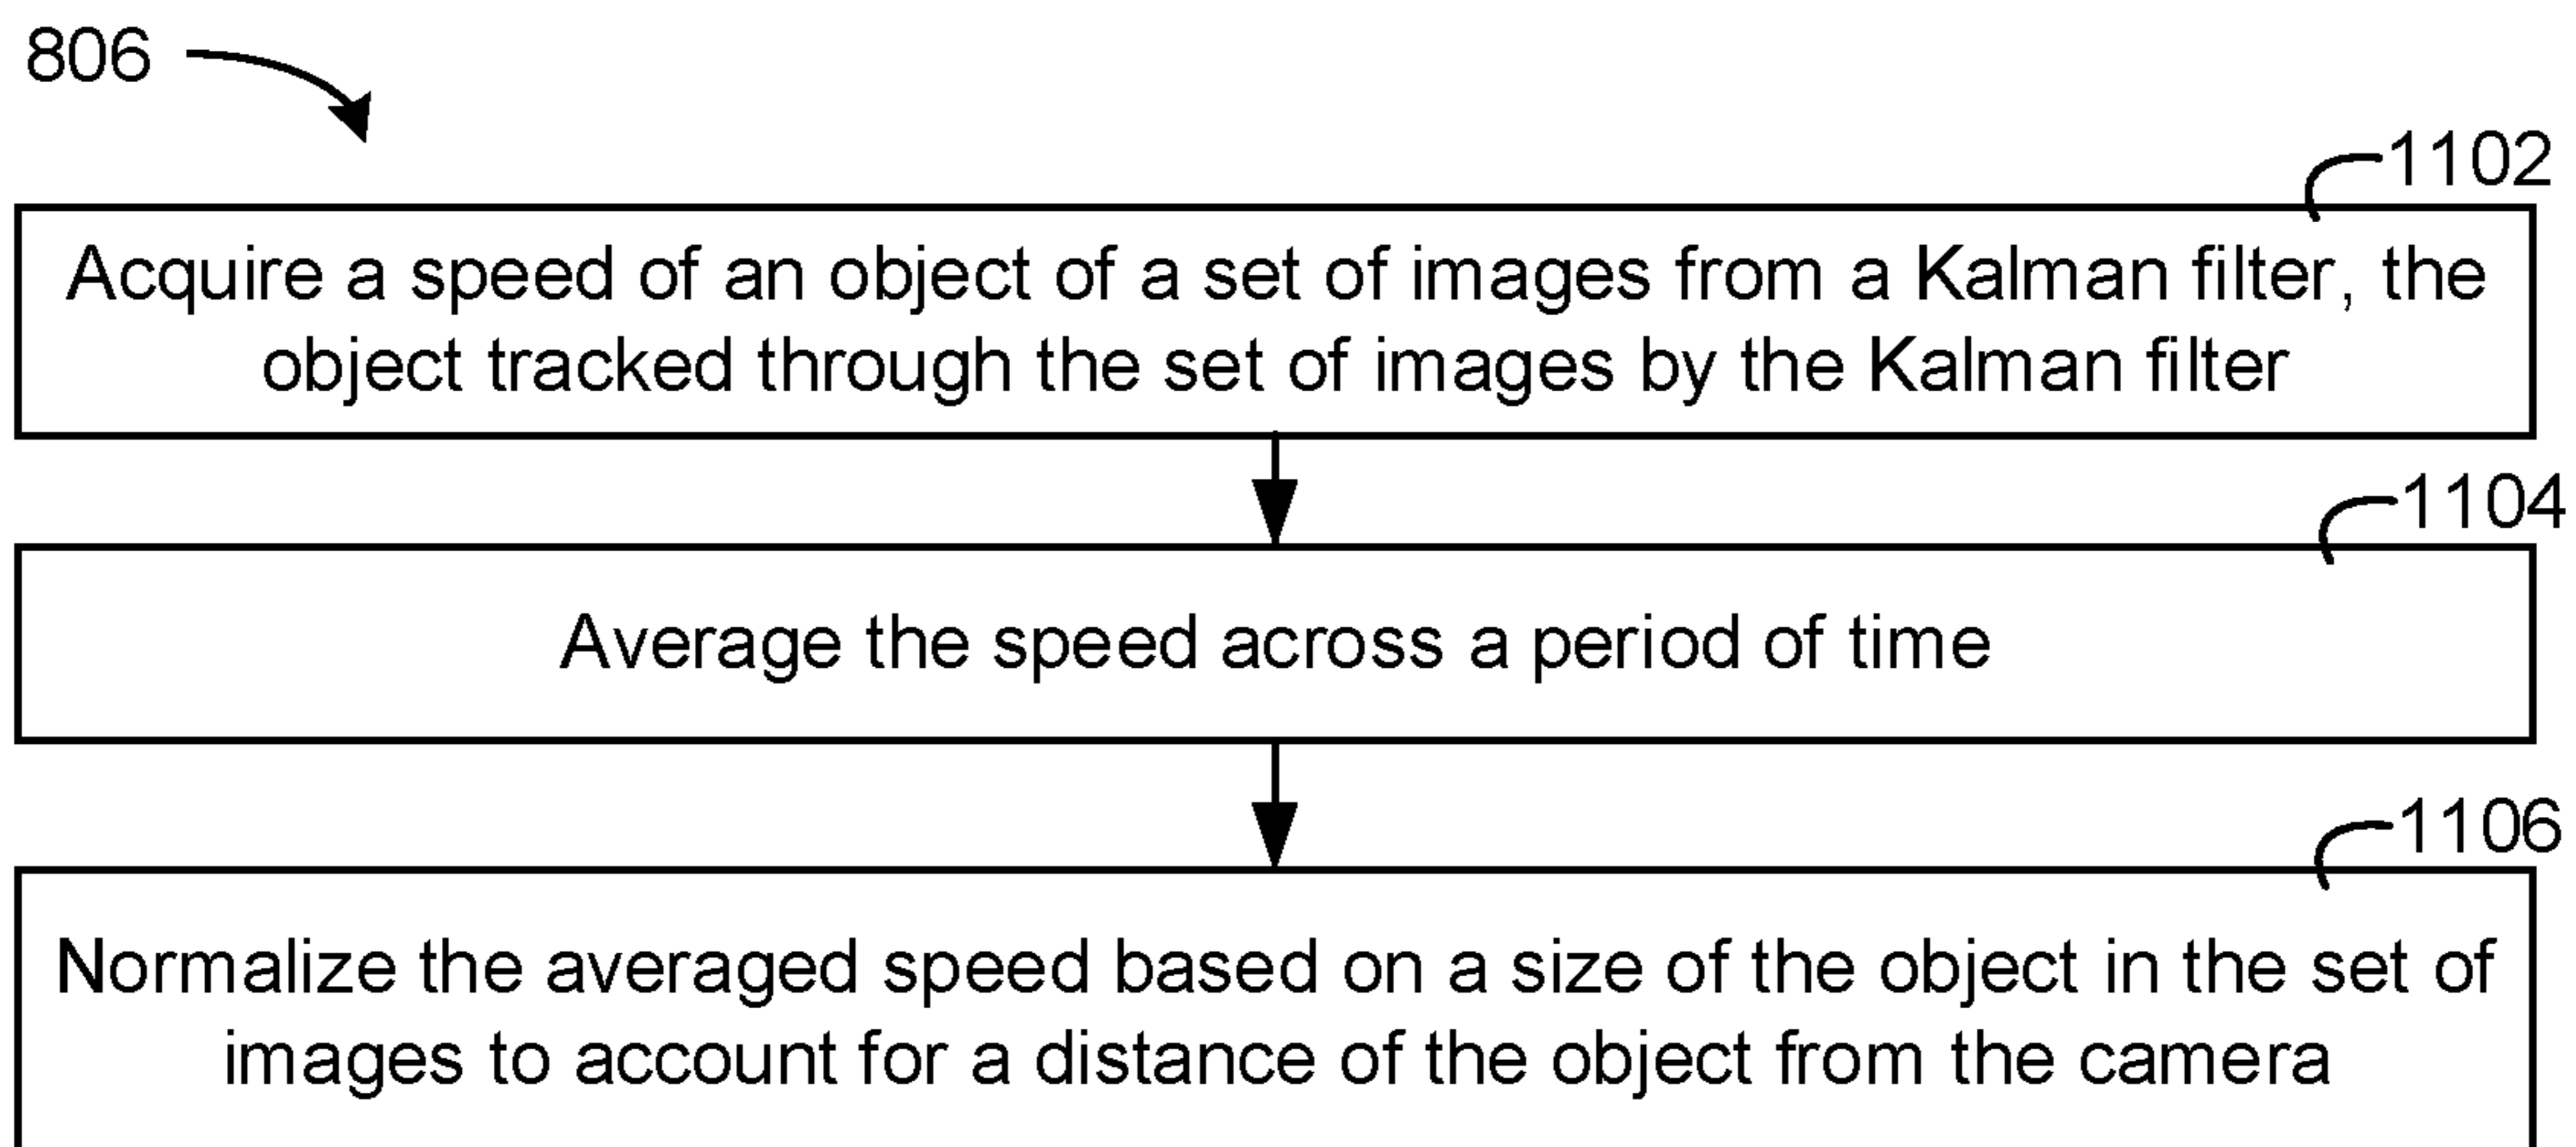 806
1102
Acquire a speed of an object of a set of images from a Kalman filter, the
object tracked through the set of images by the Kalman filter
1104
Average the speed across a period of time
1106
Normalize the averaged speed based on a size of the object in the set of
images to account for a distance of the object from the camera